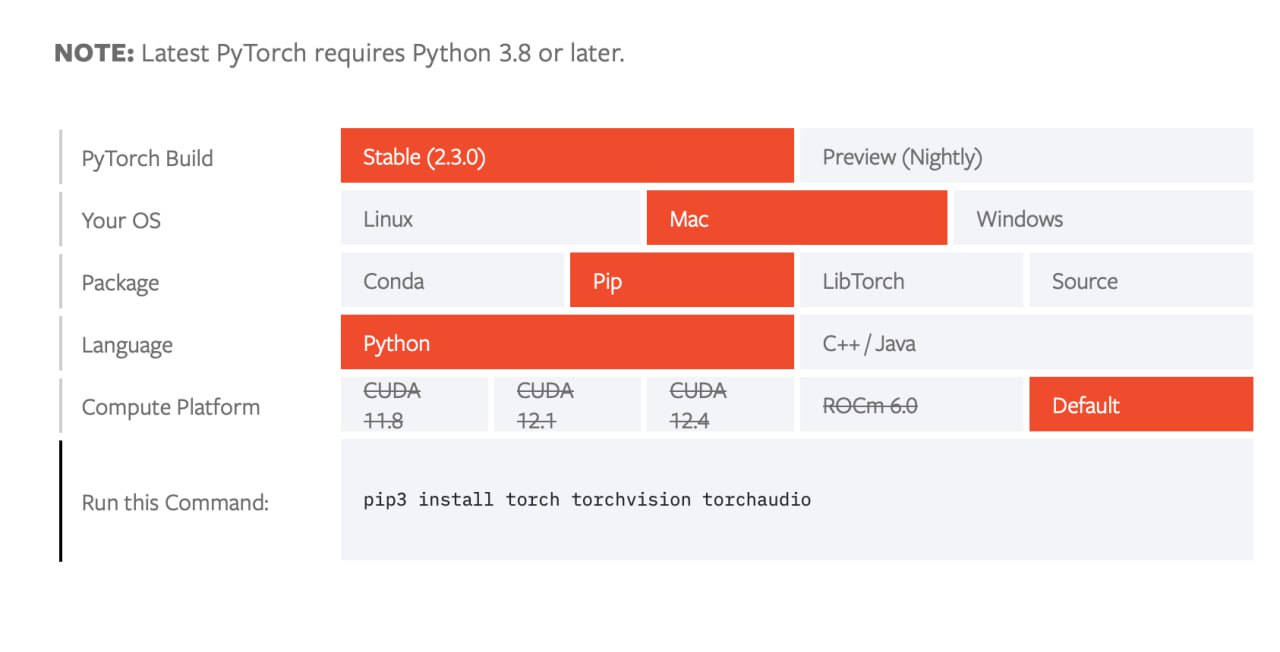 NOTE: Latest PyTorch requires Python 3.8 or later.
PyTorch Build
Stable (2.3.0)
Preview (Nightly)
Your OS
Linux
Mac
Windows
Package
Conda
Pip
LibTorch
Source
Language
Python
C++ / Java
Compute Platform
CUDA
11.8
CUDA
12.1
CUDA
12.4
ROCm 6.0
Default
Run this Command:
pip3 install torch torchvision torchaudio